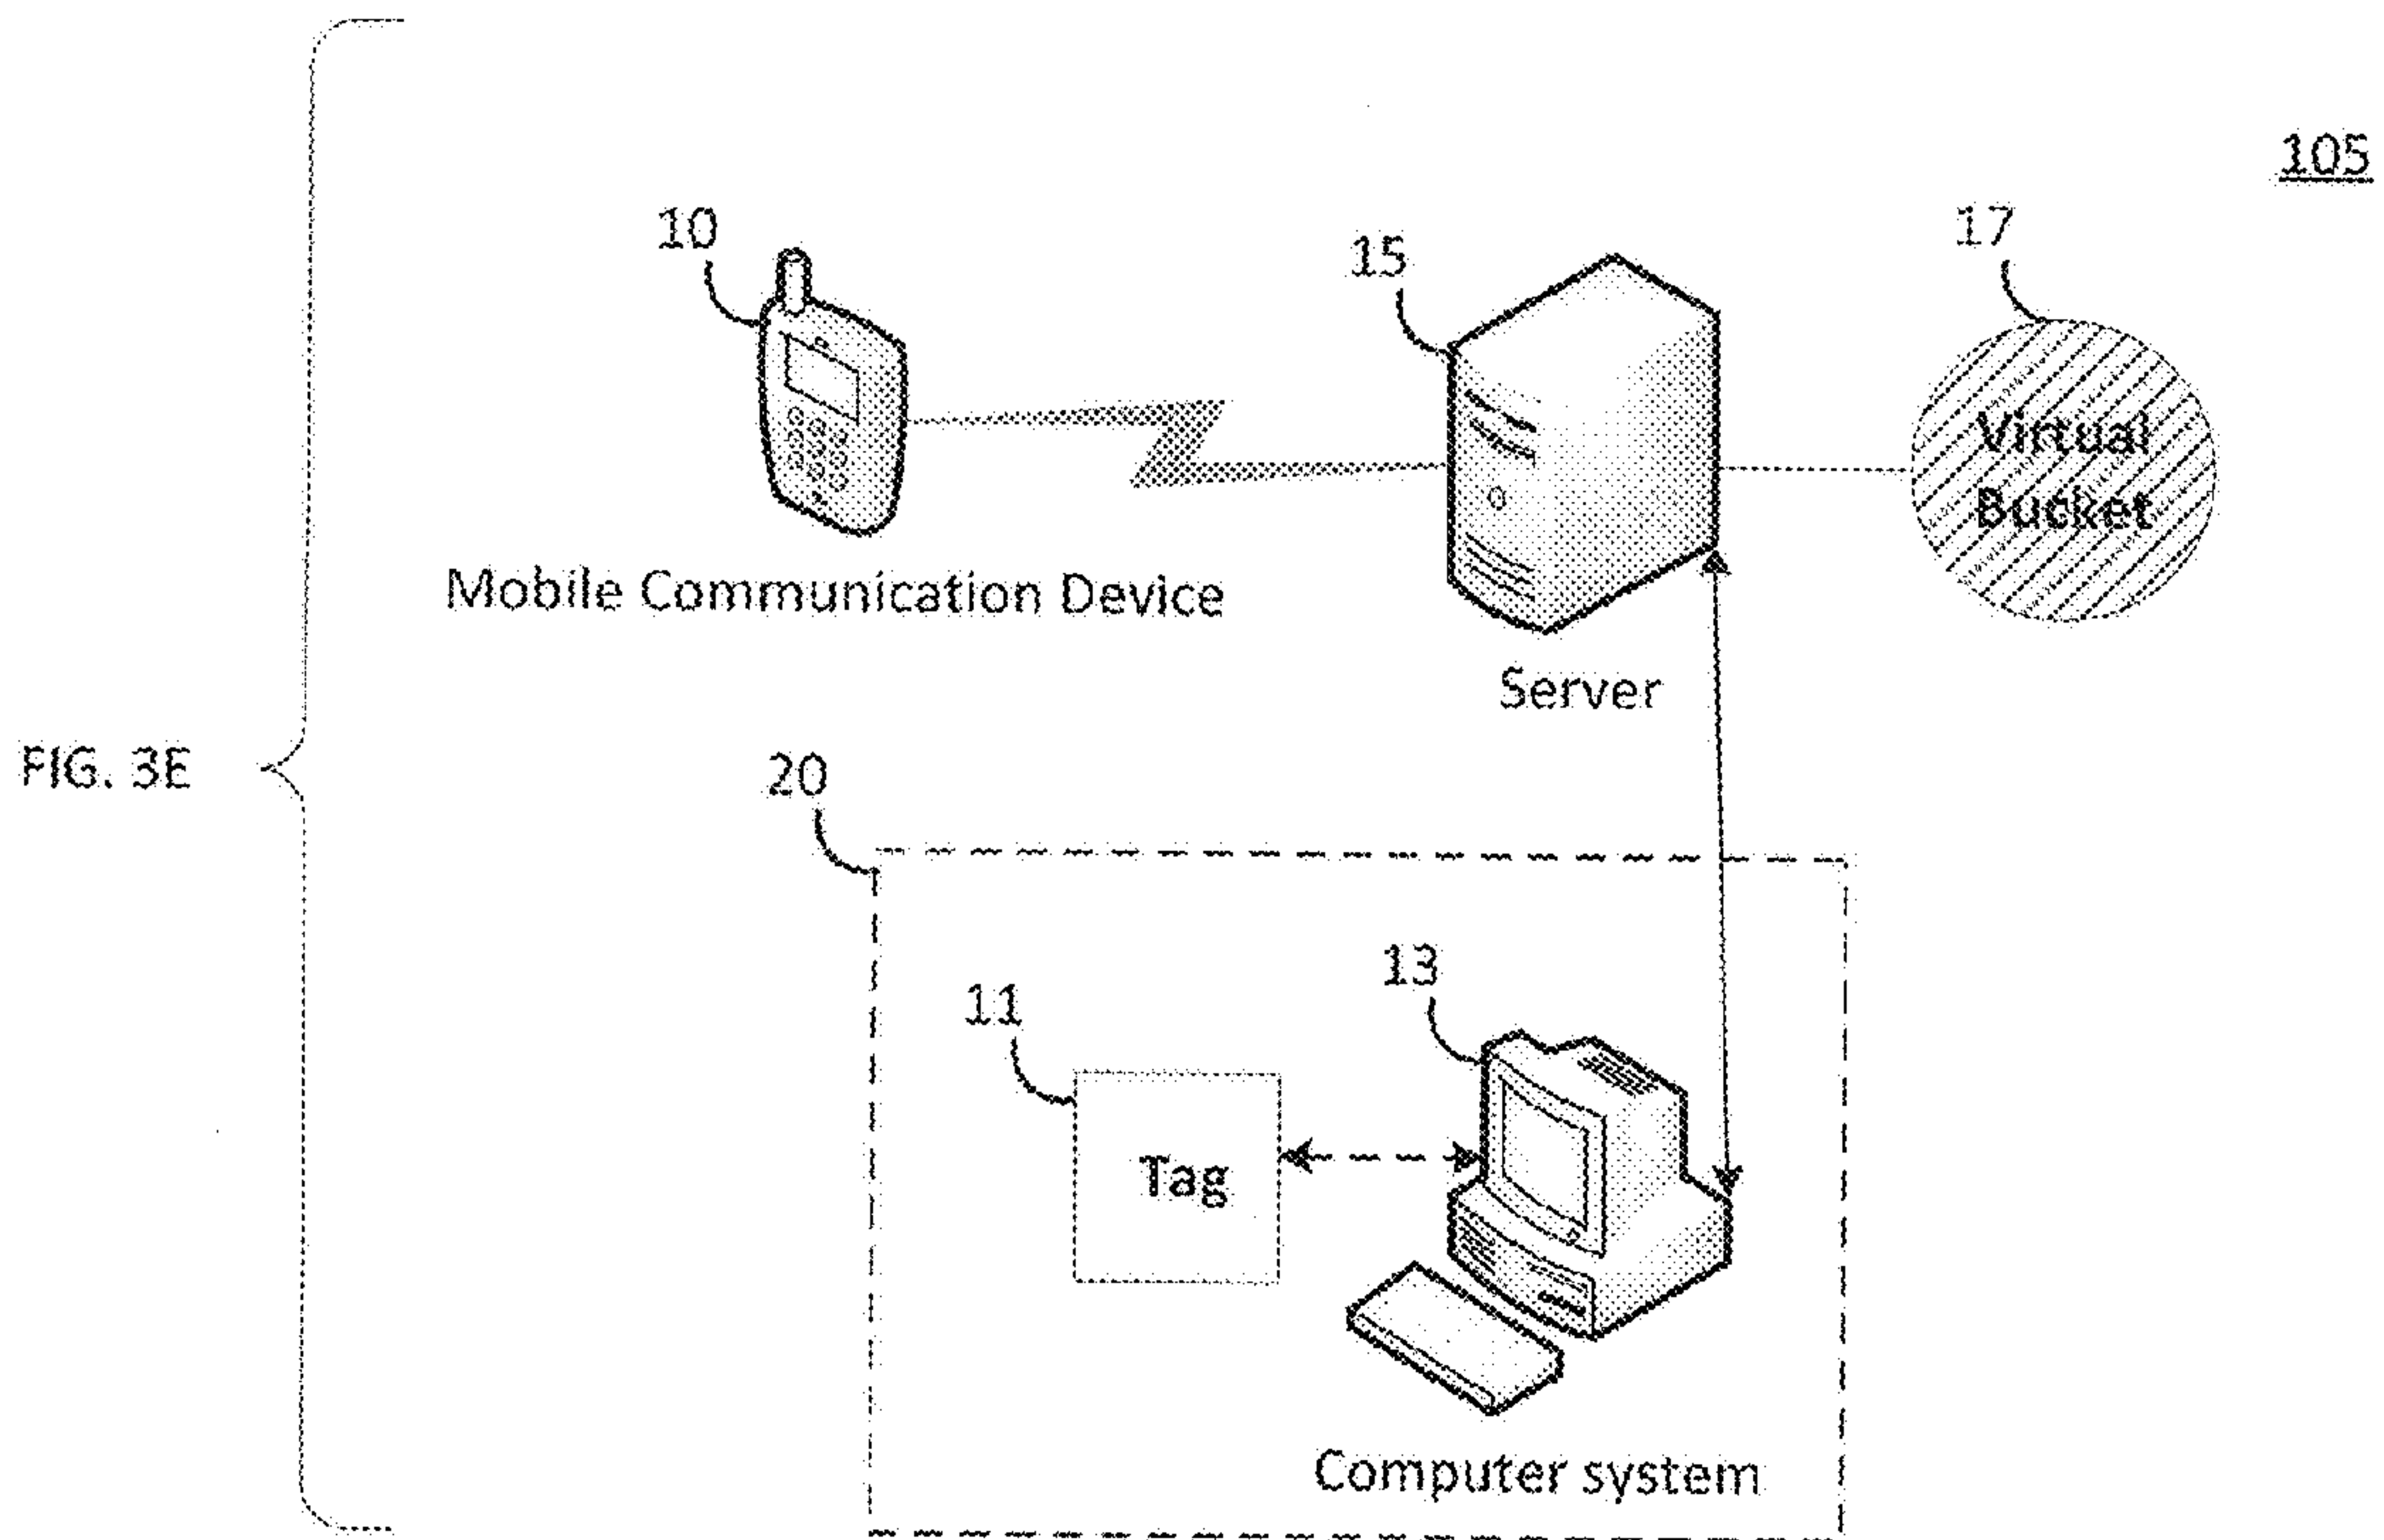 105
10
15
17
Virtual
Bucket
Mobile Communication Device
Server
FIG. 3E
20
13
11
Tag
Computer system